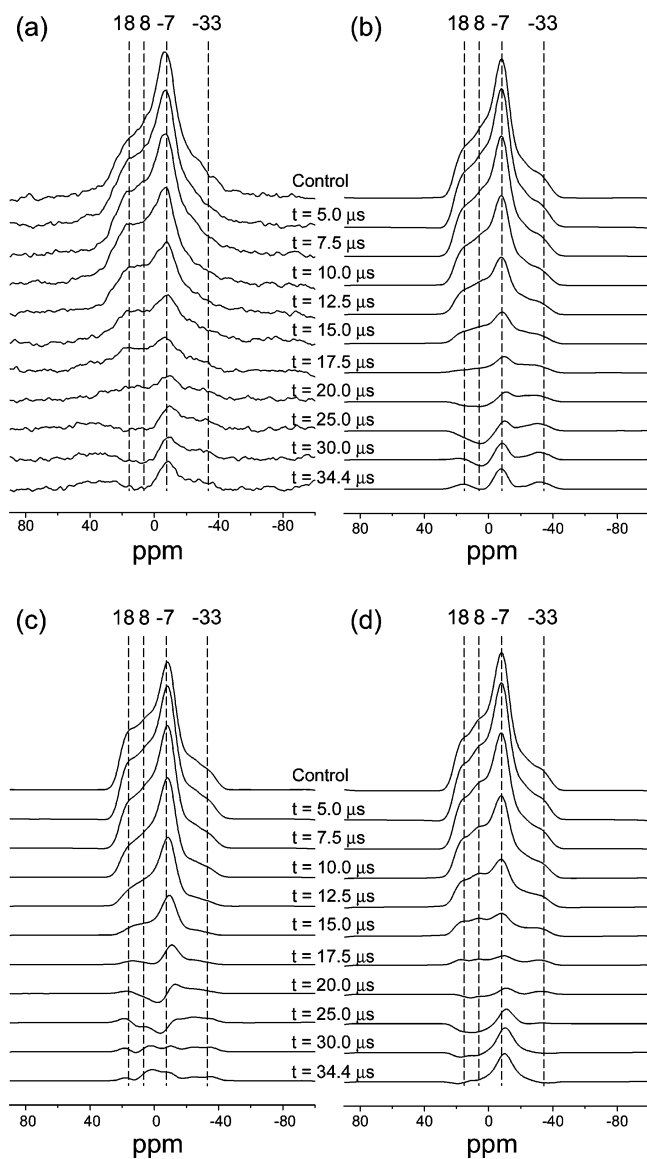 (a) 18 8 -7 -33 (b) 18 8 -7 -33
Control
t = 5.0 μs
t = 7.5 μs
t = 10.0 μs
t = 12.5 μs
t = 15.0 μs
t = 17.5 μs
t = 20.0 μs
t = 25.0 μs
t = 30.0 μs
t = 34.4 μs
80 40 0 -40 -80 80 40 0 -40 -80
ppm ppm
(c) 18 8 -7 -33 (d) 18 8 -7 -33
Control
t = 5.0 μs
t = 7.5 μs
t = 10.0 μs
t = 12.5 μs
t = 15.0 μs
t = 17.5 μs
t = 20.0 μs
t = 25.0 μs
t = 30.0 μs
t = 34.4 μs
80 40 0 -40 -80 80 40 0 -40 -80
ppm ppm